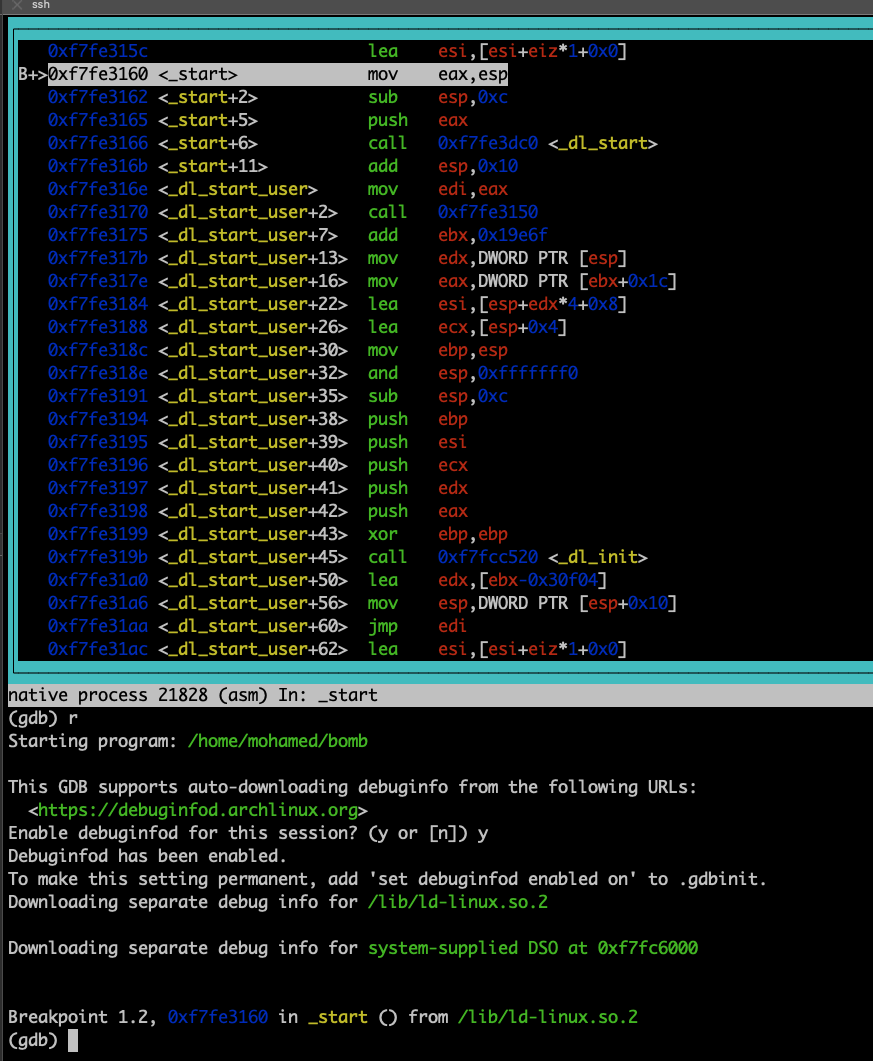 ssh
0xf7fe315c lea esi,[esi+eiz*1+0x0]
B+>0xf7fe3160 <_start> mov eax,esp
0xf7fe3162 <_start+2> sub esp,0xc
0xf7fe3165 <_start+5> push eax
0xf7fe3166 <_start+6> call 0xf7fe3dc0 <_dl_start>
0xf7fe316b <_start+11> add esp,0x10
0xf7fe316e <_dl_start_user> mov edi,eax
0xf7fe3170 <_dl_start_user+2> call 0xf7fe3150
0xf7fe3175 <_dl_start_user+7> add ebx,0x19e6f
0xf7fe317b <_dl_start_user+13> mov edx,DWORD PTR [esp]
0xf7fe317e <_dl_start_user+16> mov eax,DWORD PTR [ebx+0x1c]
0xf7fe3184 <_dl_start_user+22> lea esi,[esp+edx*4+0x8]
0xf7fe3188 <_dl_start_user+26> lea ecx,[esp+0x4]
0xf7fe318c <_dl_start_user+30> mov ebp,esp
0xf7fe318e <_dl_start_user+32> and esp,0xfffffff0
0xf7fe3191 <_dl_start_user+35> sub esp,0xc
0xf7fe3194 <_dl_start_user+38> push ebp
0xf7fe3195 <_dl_start_user+39> push esi
0xf7fe3196 <_dl_start_user+40> push ecx
0xf7fe3197 <_dl_start_user+41> push edx
0xf7fe3198 <_dl_start_user+42> push eax
0xf7fe3199 <_dl_start_user+43> xor ebp,ebp
0xf7fe319b <_dl_start_user+45> call 0xf7fcc520 <_dl_init>
0xf7fe31a0 <_dl_start_user+50> lea edx,[ebx-0x30f04]
0xf7fe31a6 <_dl_start_user+56> mov esp,DWORD PTR [esp+0x10]
0xf7fe31aa <_dl_start_user+60> jmp edi
0xf7fe31ac <_dl_start_user+62> lea esi,[esi+eiz*1+0x0]
native process 21828 (asm) In: _start
(gdb) r
Starting program: /home/mohamed/bomb
This GDB supports auto-downloading debuginfo from the following URLs:
<https://debuginfod.archlinux.org>
Enable debuginfod for this session? (y or [n]) y
Debuginfod has been enabled.
To make this setting permanent, add 'set debuginfod enabled on' to .gdbinit.
Downloading separate debug info for /lib/ld-linux.so.2
Downloading separate debug info for system-supplied DSO at 0xf7fc6000
Breakpoint 1.2, 0xf7fe3160 in _start () from /lib/ld-linux.so.2
(gdb)